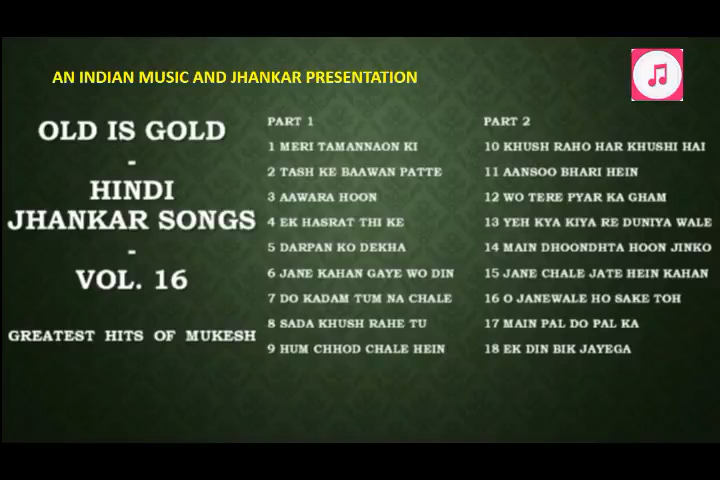 AN INDIAN MUSIC AND JHANKAR PRESENTATION
OLD IS GOLD
-
HINDI
JHANKAR SONGS
-
VOL. 16
GREATEST HITS OF MUKESH
PART 1
1 MERI TAMANNAON KI
2 TASH KE BAAWAN PATTE
3 AAWARA HOON
4 EK HASRAT THI KE
5 DARPAN KO DEKHA
6 JANE KAHAN GAYE WO DIN
7 DO KADAM TUM NA CHALE
8 SADA KHUSH RAHE TU
9 HUM CHHOD CHALE HEIN
PART 2
10 KHUSH RAHO HAR KHUSHI HAI
11 AANSOO BHARI HEIN
12 WO TERE PYAR KA GHAM
13 YEH KYA KIYA RE DUNIYA WALE
14 MAIN DHOONDHTA HOON JINKO
15 JANE CHALE JATE HEIN KAHAN
16 O JANEWALE HO SAKE TOH
17 MAIN PAL DO PAL KA
18 EK DIN BIK JAYEGA